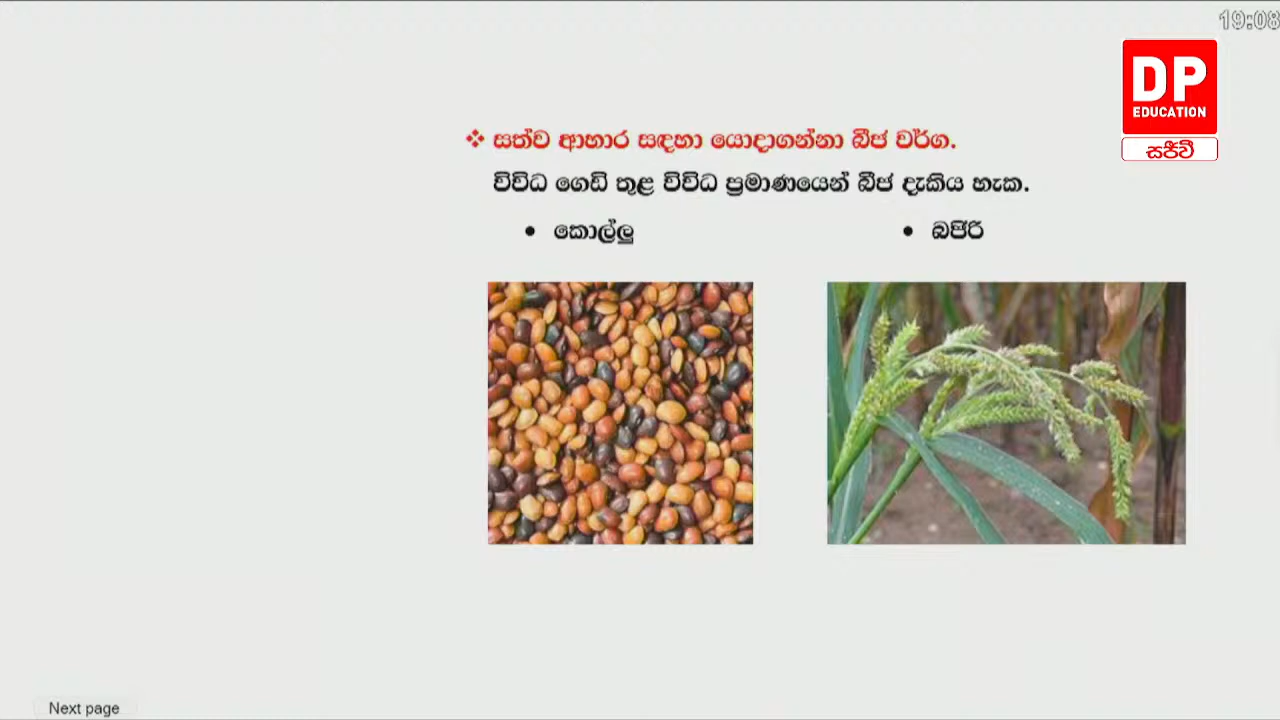 19:08
DP
EDUCATION
සජීවී
❖ සත්ව ආහාර සඳහා යොදාගන්නා බීජ වර්ග.
විවිධ ගෙඩි තුළ විවිධ ප්‍රමාණයෙන් බීජ දැකිය හැක.
• කොල්ලු
• බජිරි
Next page